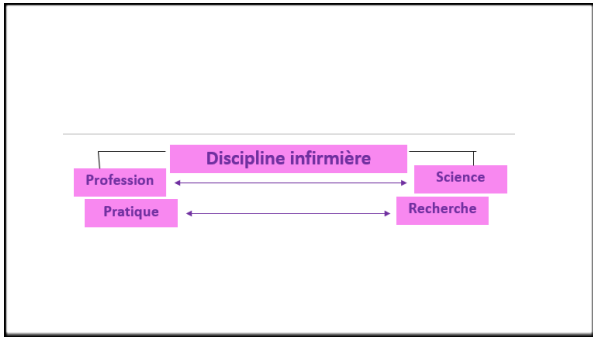 Discipline infirmière
Profession
Science
Pratique
Recherche